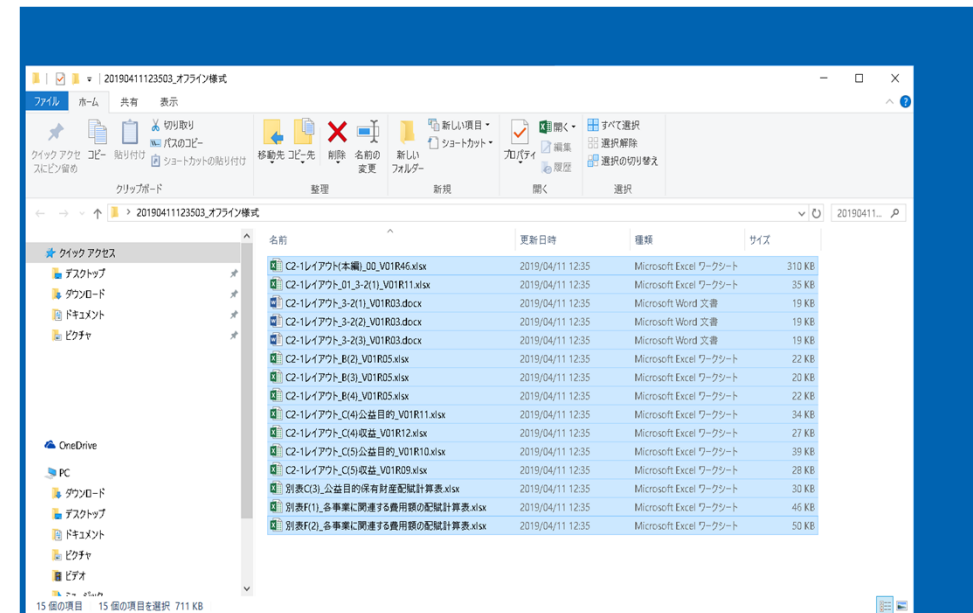 20190411123503_オフライン様式
ファイル ホーム 共有 表示
クイック アクセスにピン留め コピー 貼り付け 切り取り パスのコピー ショートカットの貼り付け
移動先 コピー先 削除 名前の変更 新しいフォルダー 新しい項目 ショートカット
プロパティ 開く 編集 履歴 すべて選択 選択解除 選択の切り替え
クリップボード 整理 新規 開く 選択
20190411123503_オフライン様式 20190411...
名前 更新日時 種類 サイズ
クイック アクセス
デスクトップ
ダウンロード
ドキュメント
ピクチャ
OneDrive
PC
ダウンロード
デスクトップ
ドキュメント
ピクチャ
ビデオ
C2-1レイアウト(本編)_00_V01R46.xlsx 2019/04/11 12:35 Microsoft Excel ワークシート 310 KB
C2-1レイアウト_01_3-2(1)_V01R11.xlsx 2019/04/11 12:35 Microsoft Excel ワークシート 35 KB
C2-1レイアウト_3-2(1)_V01R03.docx 2019/04/11 12:35 Microsoft Word 文書 19 KB
C2-1レイアウト_3-2(2)_V01R03.docx 2019/04/11 12:35 Microsoft Word 文書 19 KB
C2-1レイアウト_3-2(3)_V01R03.docx 2019/04/11 12:35 Microsoft Word 文書 19 KB
C2-1レイアウト_B(2)_V01R05.xlsx 2019/04/11 12:35 Microsoft Excel ワークシート 22 KB
C2-1レイアウト_B(3)_V01R05.xlsx 2019/04/11 12:35 Microsoft Excel ワークシート 20 KB
C2-1レイアウト_B(4)_V01R05.xlsx 2019/04/11 12:35 Microsoft Excel ワークシート 22 KB
C2-1レイアウト_C(4)公益目的_V01R11.xlsx 2019/04/11 12:35 Microsoft Excel ワークシート 34 KB
C2-1レイアウト_C(4)収益_V01R12.xlsx 2019/04/11 12:35 Microsoft Excel ワークシート 27 KB
C2-1レイアウト_C(5)公益目的_V01R10.xlsx 2019/04/11 12:35 Microsoft Excel ワークシート 39 KB
C2-1レイアウト_C(5)収益_V01R09.xlsx 2019/04/11 12:35 Microsoft Excel ワークシート 28 KB
別表C(3)_公益目的保有財産配賦計算表.xlsx 2019/04/11 12:35 Microsoft Excel ワークシート 30 KB
別表F(1)_各事業に関連する費用額の配賦計算表.xlsx 2019/04/11 12:35 Microsoft Excel ワークシート 46 KB
別表F(2)_各事業に関連する費用額の配賦計算表.xlsx 2019/04/11 12:35 Microsoft Excel ワークシート 50 KB
15 個の項目 15 個の項目を選択 711 KB